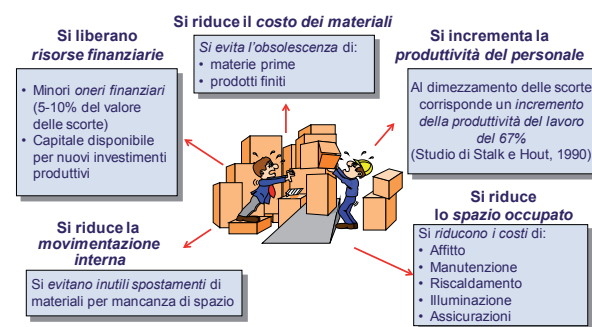 Si liberano
risorse finanziarie
• Minori oneri finanziari
(5-10% del valore
delle scorte)
• Capitale disponibile
per nuovi investimenti
produttivi
Si riduce il costo dei materiali
Si evita l'obsolescenza di:
• materie prime
• prodotti finiti
Si incrementa la
produttività del personale
Al dimezzamento delle scorte
corrisponde un incremento
della produttività del lavoro
del 67%
(Studio di Stalk e Hout, 1990)
Si riduce la
movimentazione
interna
Si evitano inutili spostamenti di
materiali per mancanza di spazio
Si riduce
lo spazio occupato
Si riducono i costi di:
• Affitto
• Manutenzione
• Riscaldamento
• Illuminazione
• Assicurazioni